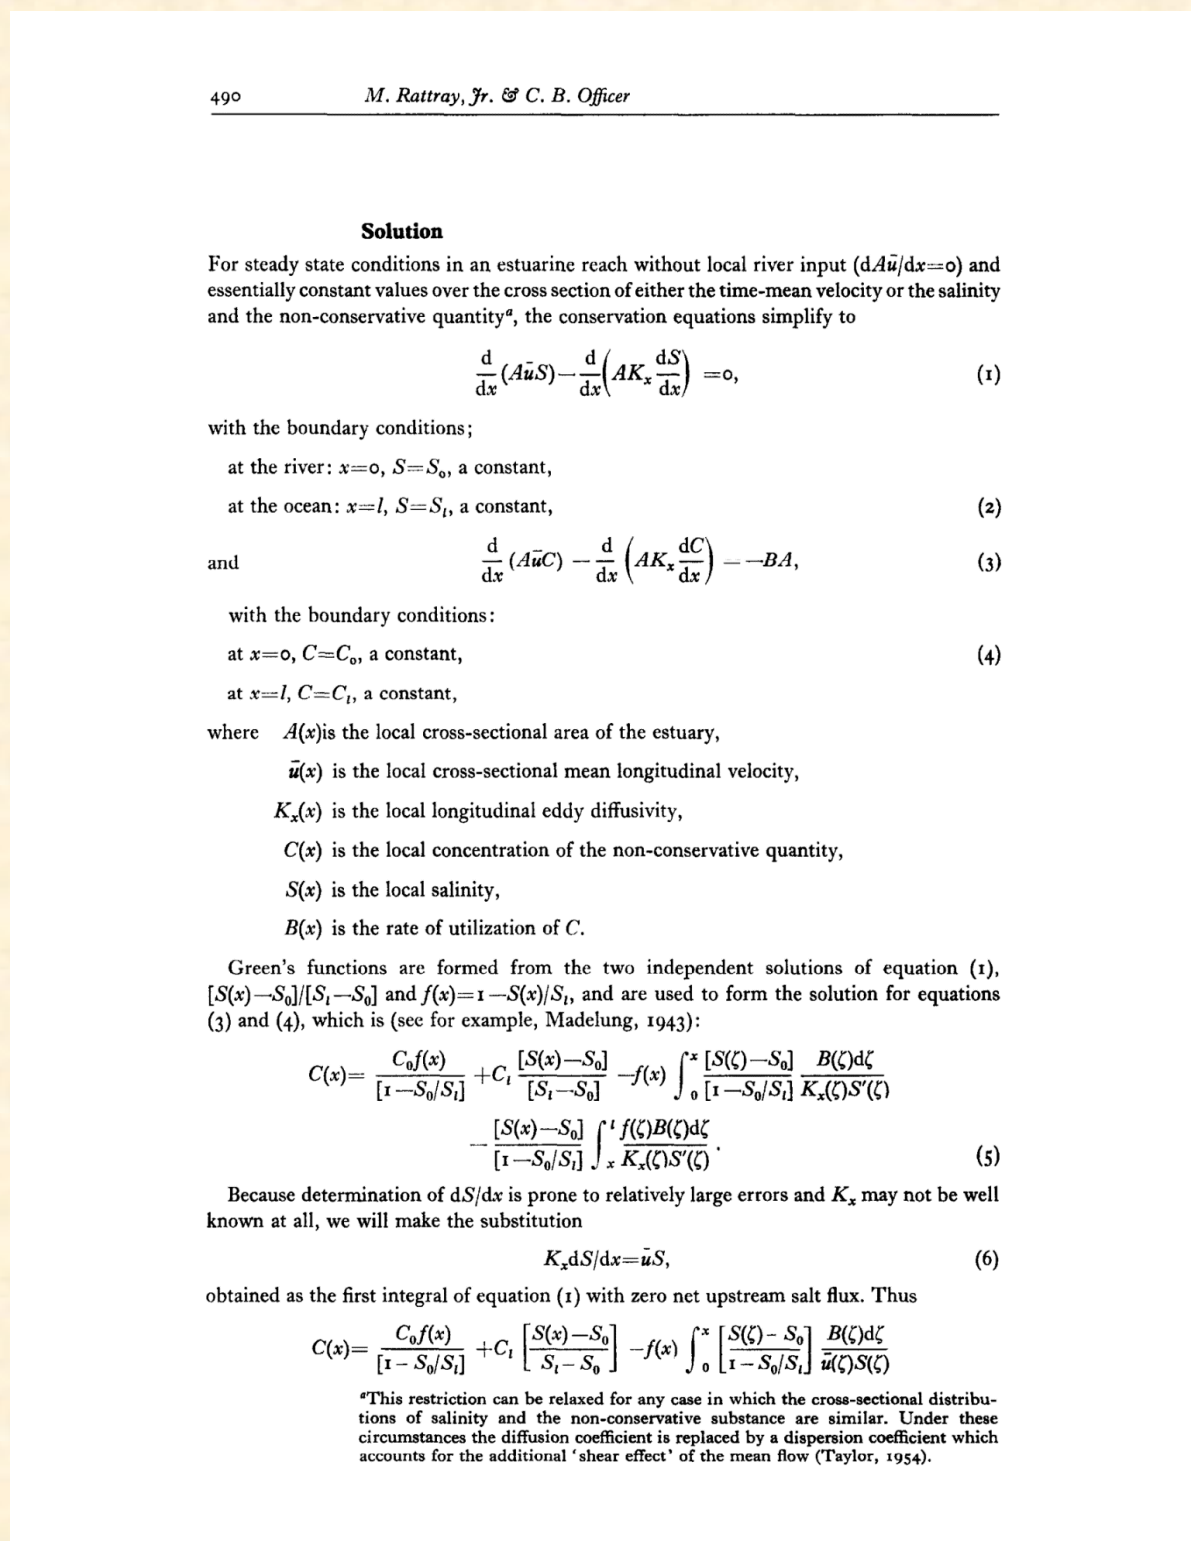 490 M. Rattray, Jr. & C. B. Officer
Solution
For steady state conditions in an estuarine reach without local river input (dAū/dx=0) and
essentially constant values over the cross section of either the time-mean velocity or the salinity
and the non-conservative quantityᵃ, the conservation equations simplify to
d/dx (AūS)—d/dx(AKₓ dS/dx) =0, (1)
with the boundary conditions;
at the river: x=0, S=S₀, a constant,
at the ocean: x=l, S=Sₗ, a constant, (2)
and d/dx (AūC) — d/dx (AKₓ dC/dx) = —BA, (3)
with the boundary conditions:
at x=0, C=C₀, a constant, (4)
at x=l, C=Cₗ, a constant,
where A(x)is the local cross-sectional area of the estuary,
ū(x) is the local cross-sectional mean longitudinal velocity,
Kₓ(x) is the local longitudinal eddy diffusivity,
C(x) is the local concentration of the non-conservative quantity,
S(x) is the local salinity,
B(x) is the rate of utilization of C.
Green's functions are formed from the two independent solutions of equation (1),
[S(x)—S₀]/[Sₗ—S₀] and f(x)=1—S(x)/Sₗ, and are used to form the solution for equations
(3) and (4), which is (see for example, Madelung, 1943):
C(x)= C₀f(x)/[1—S₀/Sₗ] +Cₗ [S(x)—S₀]/[Sₗ—S₀] —f(x) ∫₀ˣ [S(ζ)—S₀]/[1—S₀/Sₗ] B(ζ)dζ/Kₓ(ζ)S′(ζ)
— [S(x)—S₀]/[1—S₀/Sₗ] ∫ₓˡ f(ζ)B(ζ)dζ/Kₓ(ζ)S′(ζ) . (5)
Because determination of dS/dx is prone to relatively large errors and Kₓ may not be well
known at all, we will make the substitution
KₓdS/dx=ūS, (6)
obtained as the first integral of equation (1) with zero net upstream salt flux. Thus
C(x)= C₀f(x)/[1—S₀/Sₗ] +Cₗ [S(x)—S₀/Sₗ—S₀] —f(x) ∫₀ˣ [S(ζ)—S₀/1—S₀/Sₗ] B(ζ)dζ/ū(ζ)S(ζ)
ᵃThis restriction can be relaxed for any case in which the cross-sectional distribu-
tions of salinity and the non-conservative substance are similar. Under these
circumstances the diffusion coefficient is replaced by a dispersion coefficient which
accounts for the additional 'shear effect' of the mean flow (Taylor, 1954).